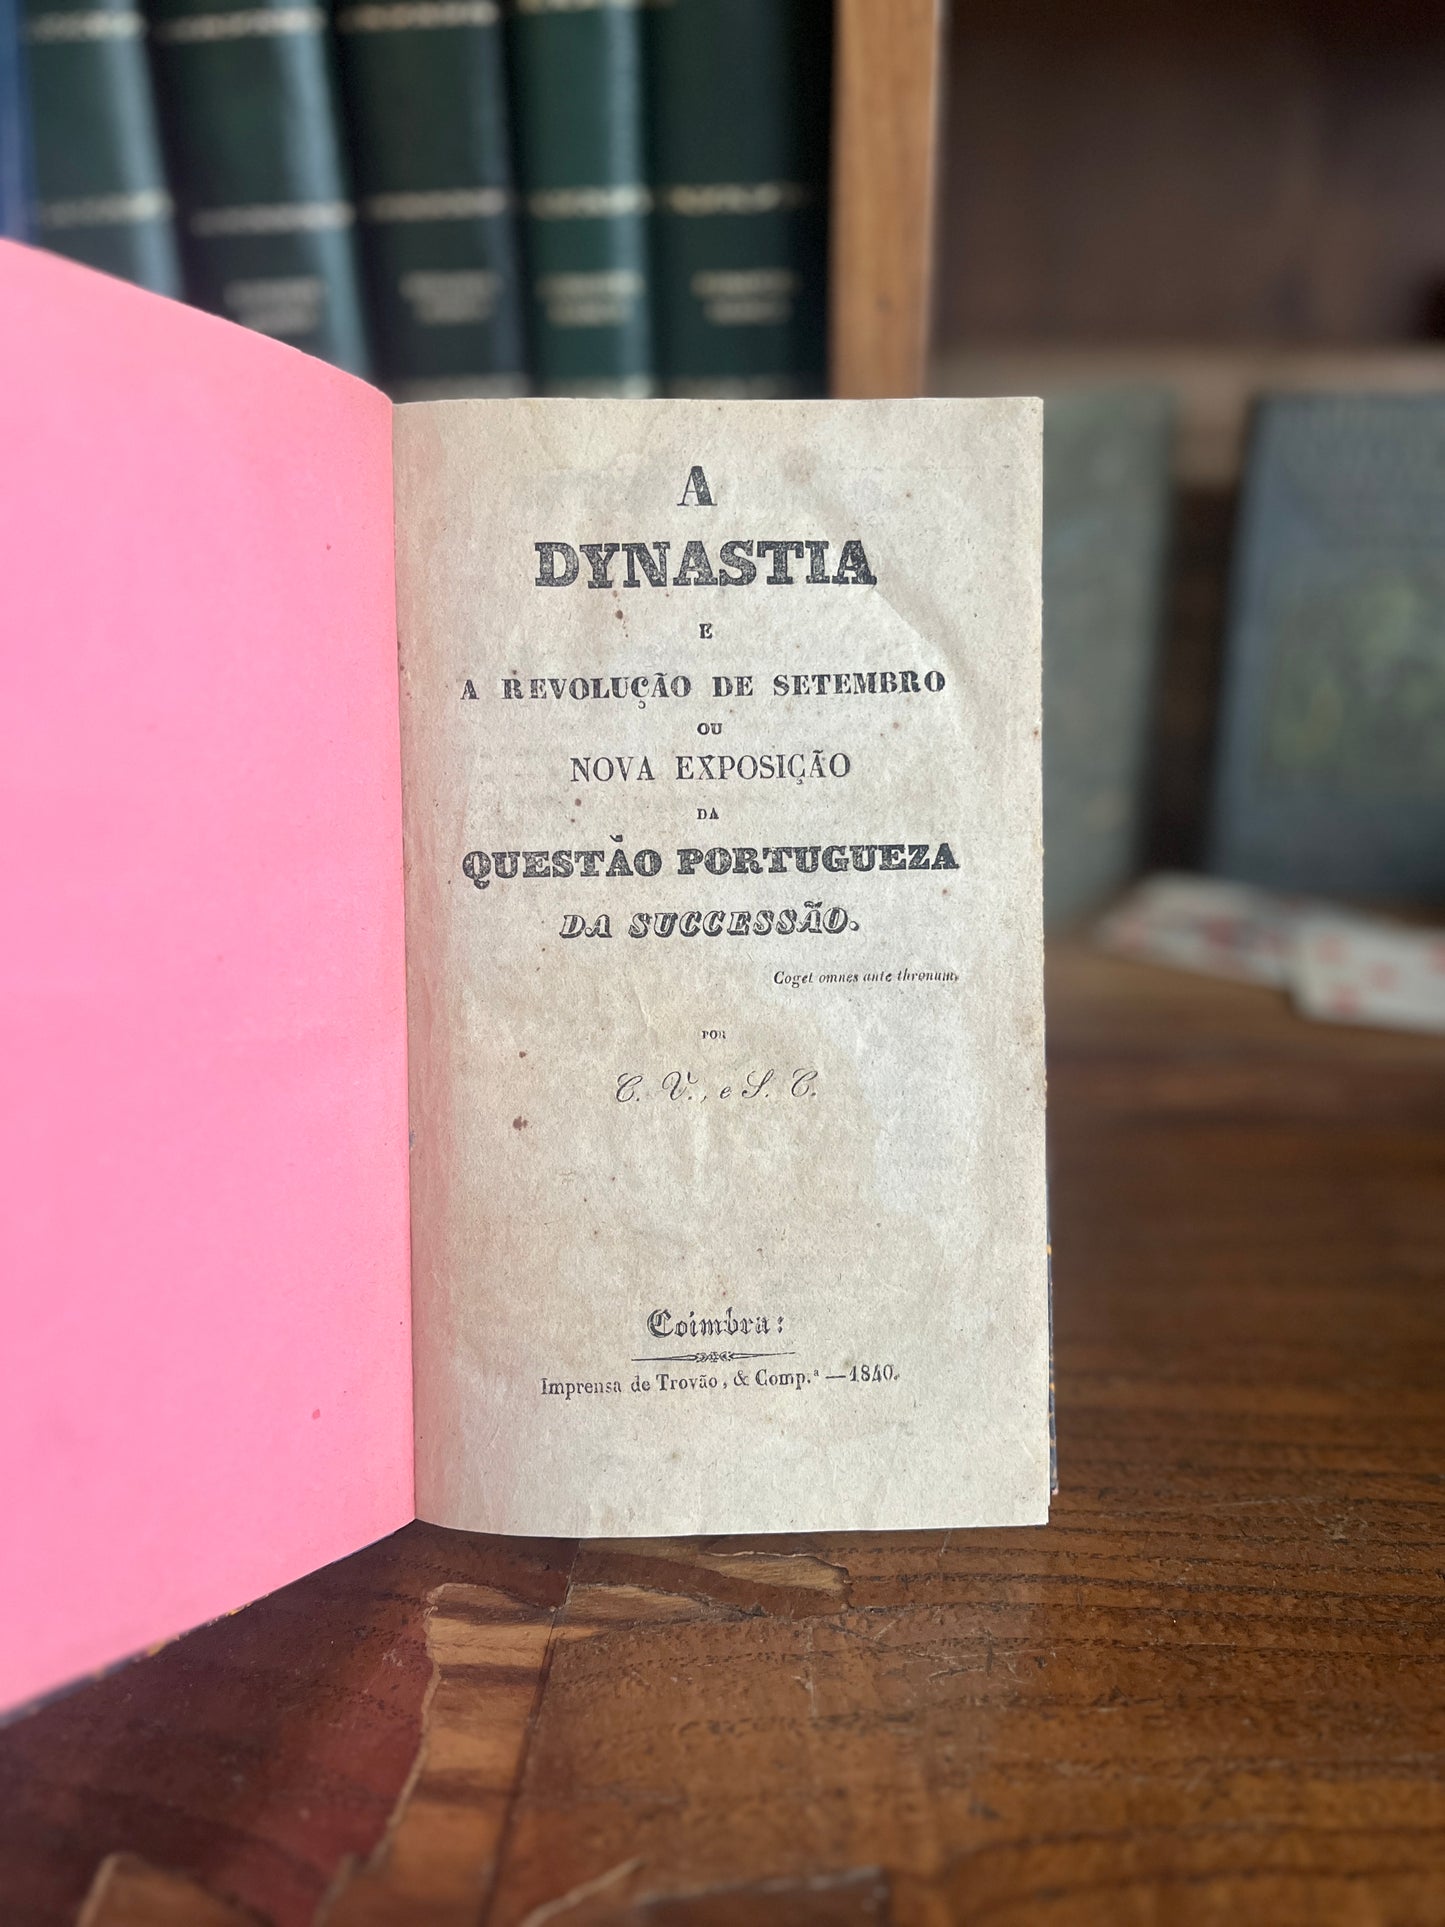 A
DYNASTIA
E
A REVOLUÇÃO DE SETEMBRO
OU
NOVA EXPOSIÇÃO
DA
QUESTÃO PORTUGUEZA
DA SUCCESSÃO.
Coget omnes ante thronum,
POR
C. V., e S. C.
Coimbra:
Imprensa de Trovão, & Comp.ª — 1840.